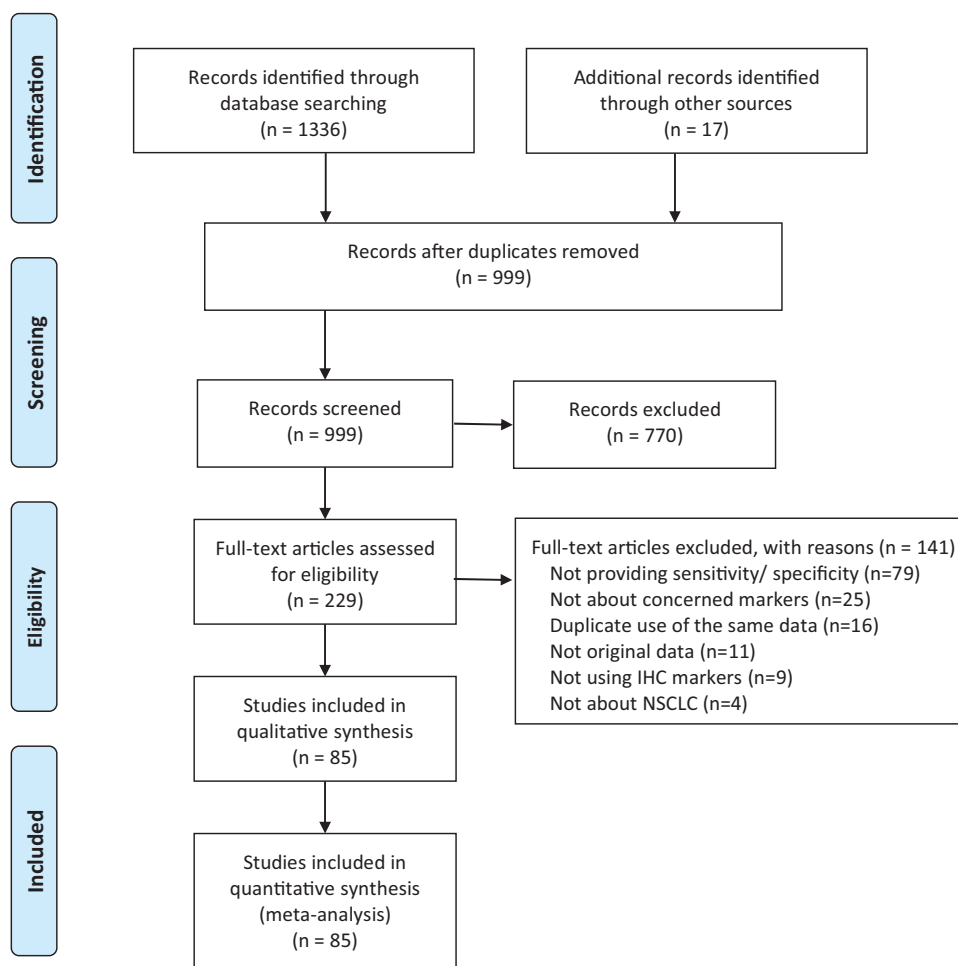 Identification
Records identified through
database searching
(n = 1336)
Additional records identified
through other sources
(n = 17)
Records after duplicates removed
(n = 999)
Screening
Records screened
(n = 999)
Records excluded
(n = 770)
Eligibility
Full-text articles assessed
for eligibility
(n = 229)
Full-text articles excluded, with reasons (n = 141)
Not providing sensitivity/ specificity (n=79)
Not about concerned markers (n=25)
Duplicate use of the same data (n=16)
Not original data (n=11)
Not using IHC markers (n=9)
Not about NSCLC (n=4)
Studies included in
qualitative synthesis
(n = 85)
Included
Studies included in
quantitative synthesis
(meta-analysis)
(n = 85)